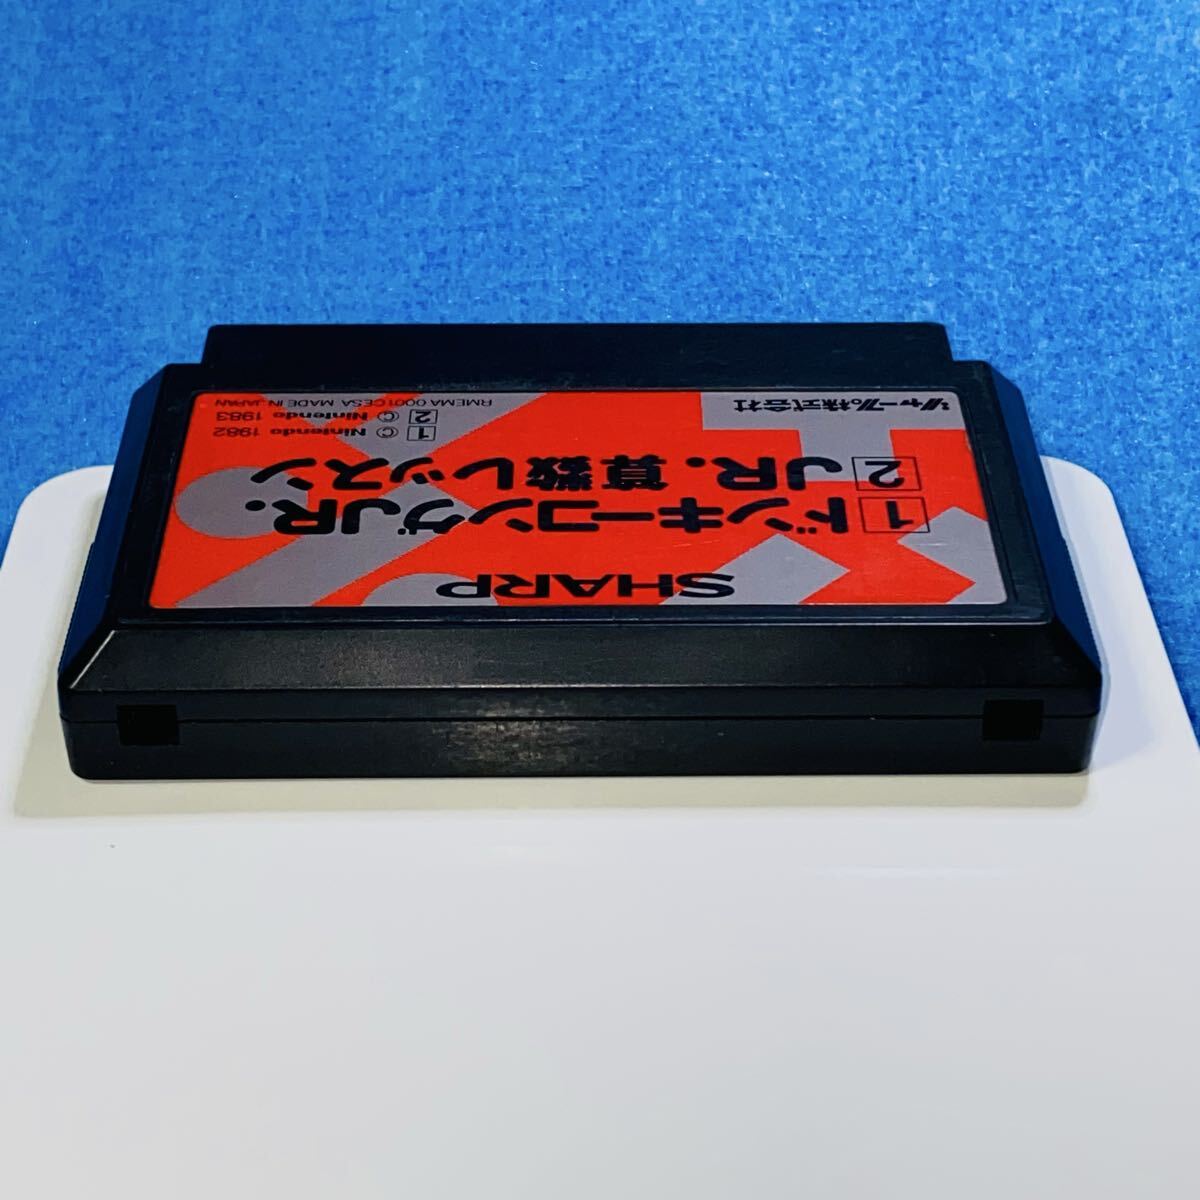 SHARP
1 ドンキーコングJR.
2 JR. 算数レッスン
1 © Nintendo 1982
2 © Nintendo 1983
シャープ株式会社
RMEMA 0001 CESA MADE IN JAPAN